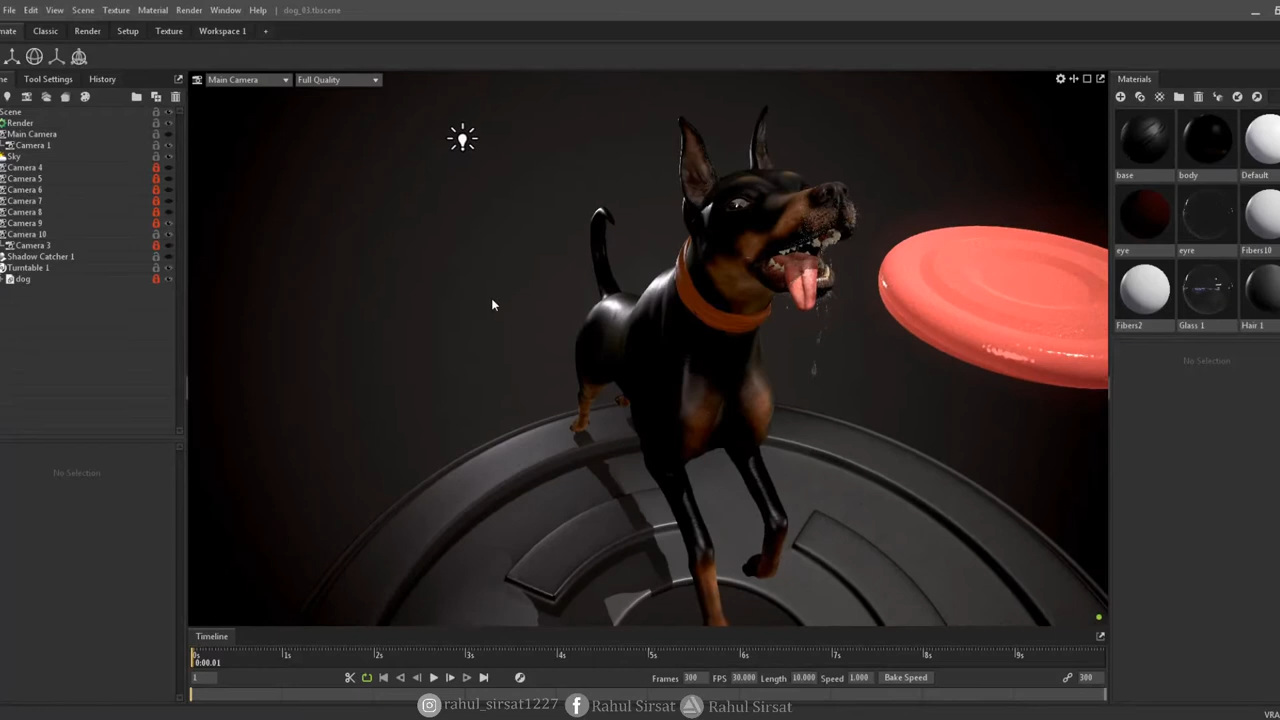 File Edit View Scene Texture Material Render Window Help dog_03.tbscene
mate Classic Render Setup Texture Workspace 1 +
ne Tool Settings History
Main Camera Full Quality
Materials
Scene
Render
Main Camera
Camera 1
Sky
Camera 4
Camera 5
Camera 6
Camera 7
Camera 8
Camera 9
Camera 10
Camera 3
Shadow Catcher 1
Turntable 1
dog
No Selection
base body Default
eye eyre Fibers10
Fibers2 Glass 1 Hair 1
No Selection
Timeline
0s 1s 2s 3s 4s 5s 6s 7s 8s 9s
0:00.01
1 Frames 300 FPS 30.000 Length 10.000 Speed 1.000 Bake Speed 300
rahul_sirsat1227 Rahul Sirsat Rahul Sirsat
VRA